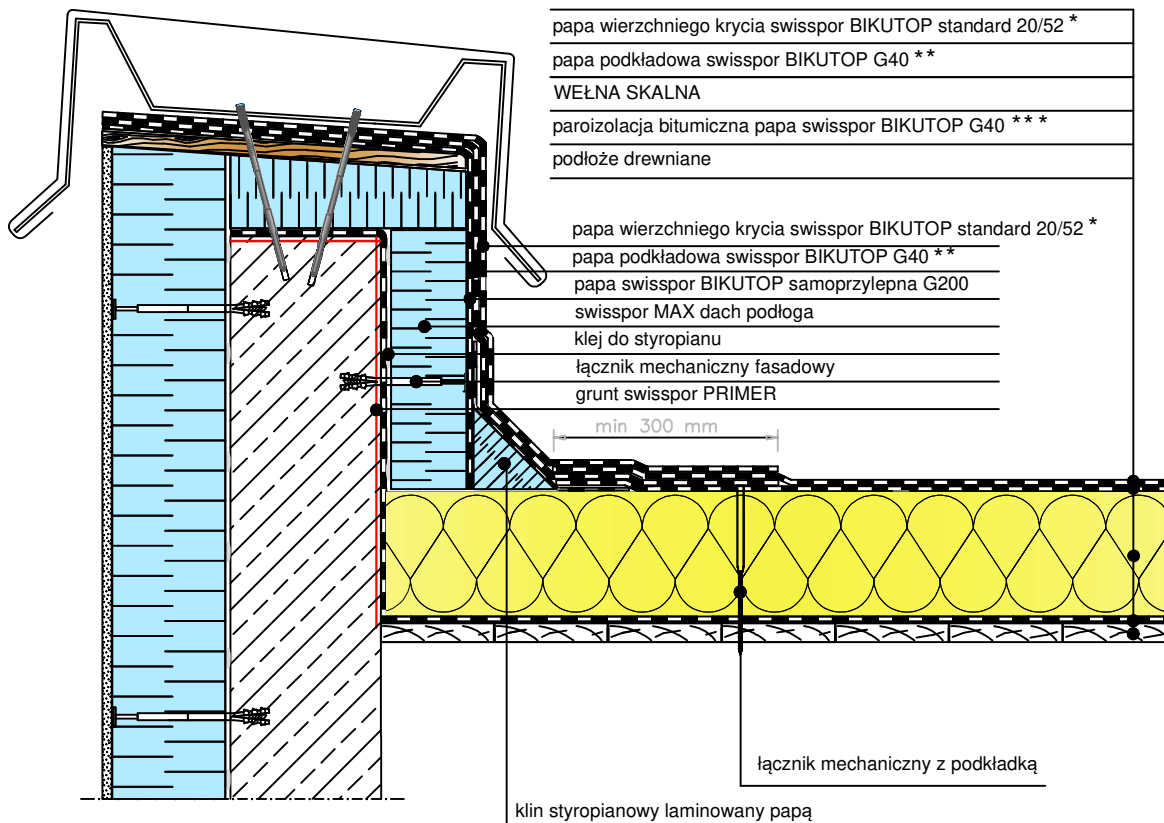 papa wierzchniego krycia swisspor BIKUTOP standard 20/52 *
papa podkładowa swisspor BIKUTOP G40 **
WEŁNA SKALNA
paroizolacja bitumiczna papa swisspor BIKUTOP G40 ***
podłoże drewniane
papa wierzchniego krycia swisspor BIKUTOP standard 20/52 *
papa podkładowa swisspor BIKUTOP G40 **
papa swisspor BIKUTOP samoprzylepna G200
swisspor MAX dach podłoga
klej do styropianu
łącznik mechaniczny fasadowy
grunt swisspor PRIMER
min 300 mm
łącznik mechaniczny z podkładką
klin styropianowy laminowany papą